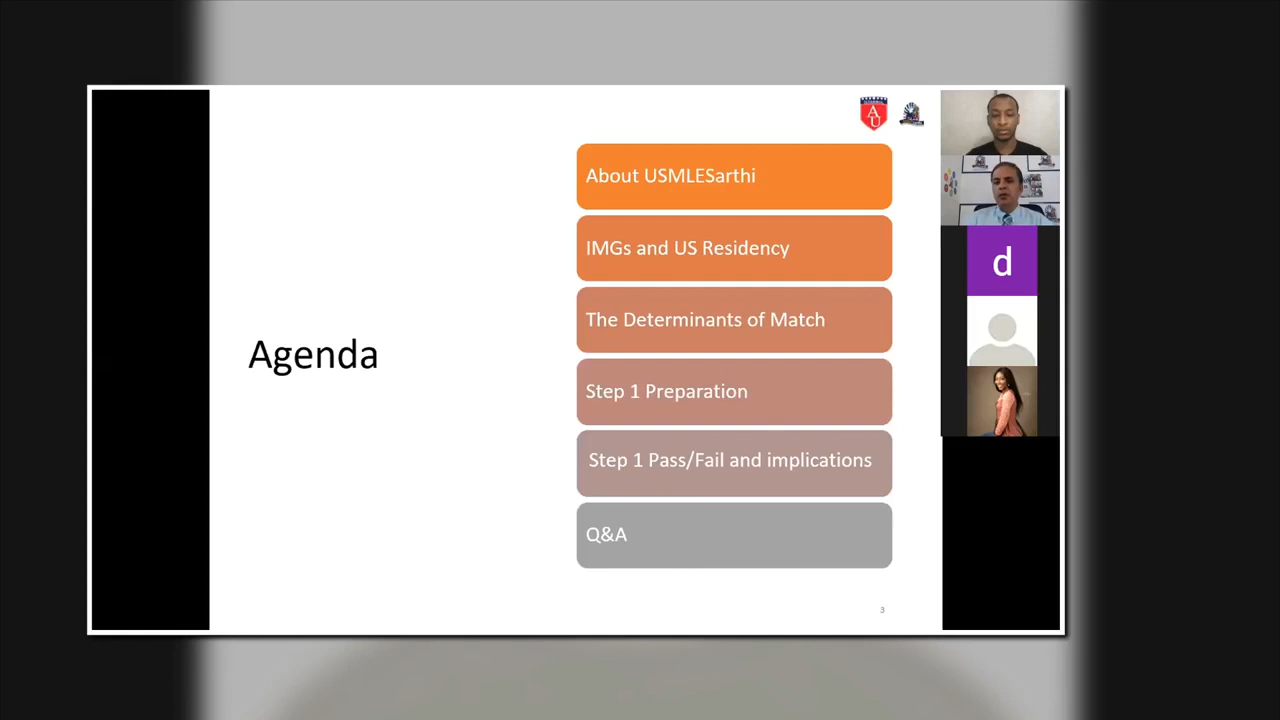 Agenda
About USMLESarthi
IMGs and US Residency
The Determinants of Match
Step 1 Preparation
Step 1 Pass/Fail and implications
Q&A
3
A
U
d